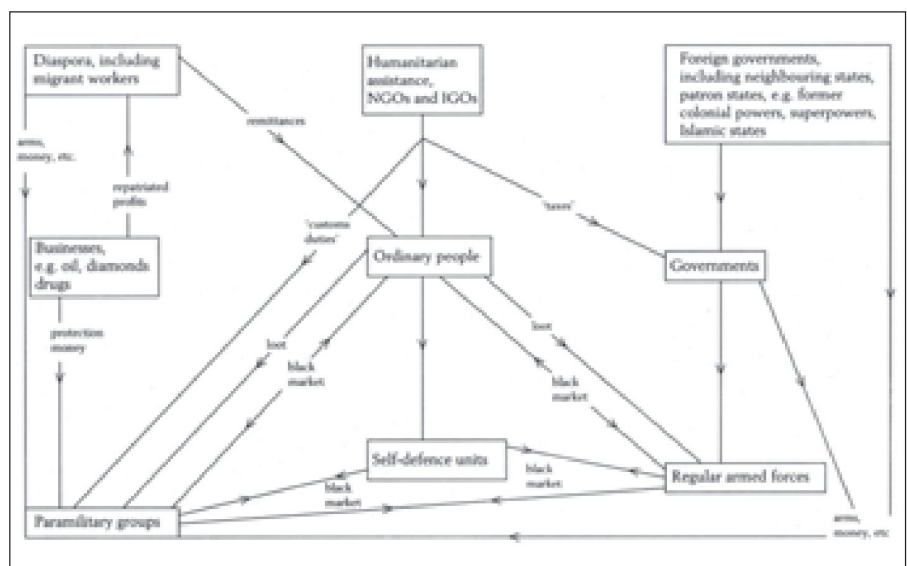 Diaspora, including
migrant workers
Humanitarian
assistance,
NGOs and IGOs
Foreign governments,
including neighbouring states,
patron states, e.g. former
colonial powers, superpowers,
Islamic states
remittances
arms,
money, etc.
repatriated
profits
'taxes'
'customs
duties'
Businesses,
e.g. oil, diamonds
drugs
Ordinary people
Governments
protection
money
loot
loot
black
market
black
market
Self-defence units
black
market
black
market
Regular armed forces
Paramilitary groups
arms,
money, etc